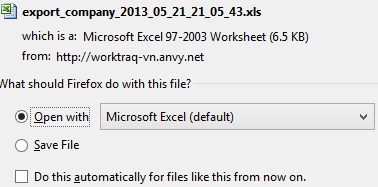 export_company_2013_05_21_21_05_43.xls
which is a: Microsoft Excel 97-2003 Worksheet (6.5 KB)
from: http://worktraq-vn.anvy.net
What should Firefox do with this file?
Open with Microsoft Excel (default)
Save File
Do this automatically for files like this from now on.